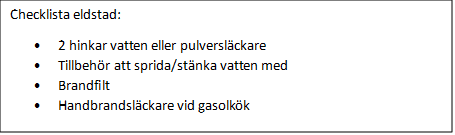 Checklista eldstad:
• 2 hinkar vatten eller pulversläckare
• Tillbehör att sprida/stänka vatten med
• Brandfilt
• Handbrandsläckare vid gasolkök